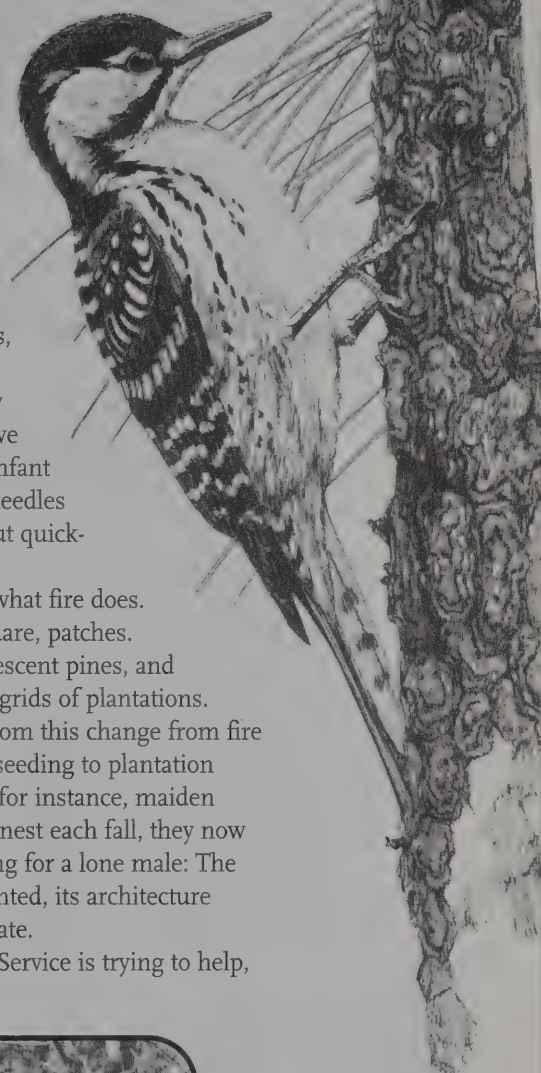 s,
ve
nfant
eedles
ut quick-
what fire does.
are, patches.
escent pines, and
grids of plantations.
om this change from fire
seeding to plantation
for instance, maiden
nest each fall, they now
ng for a lone male: The
nted, its architecture
ate.
Service is trying to help,